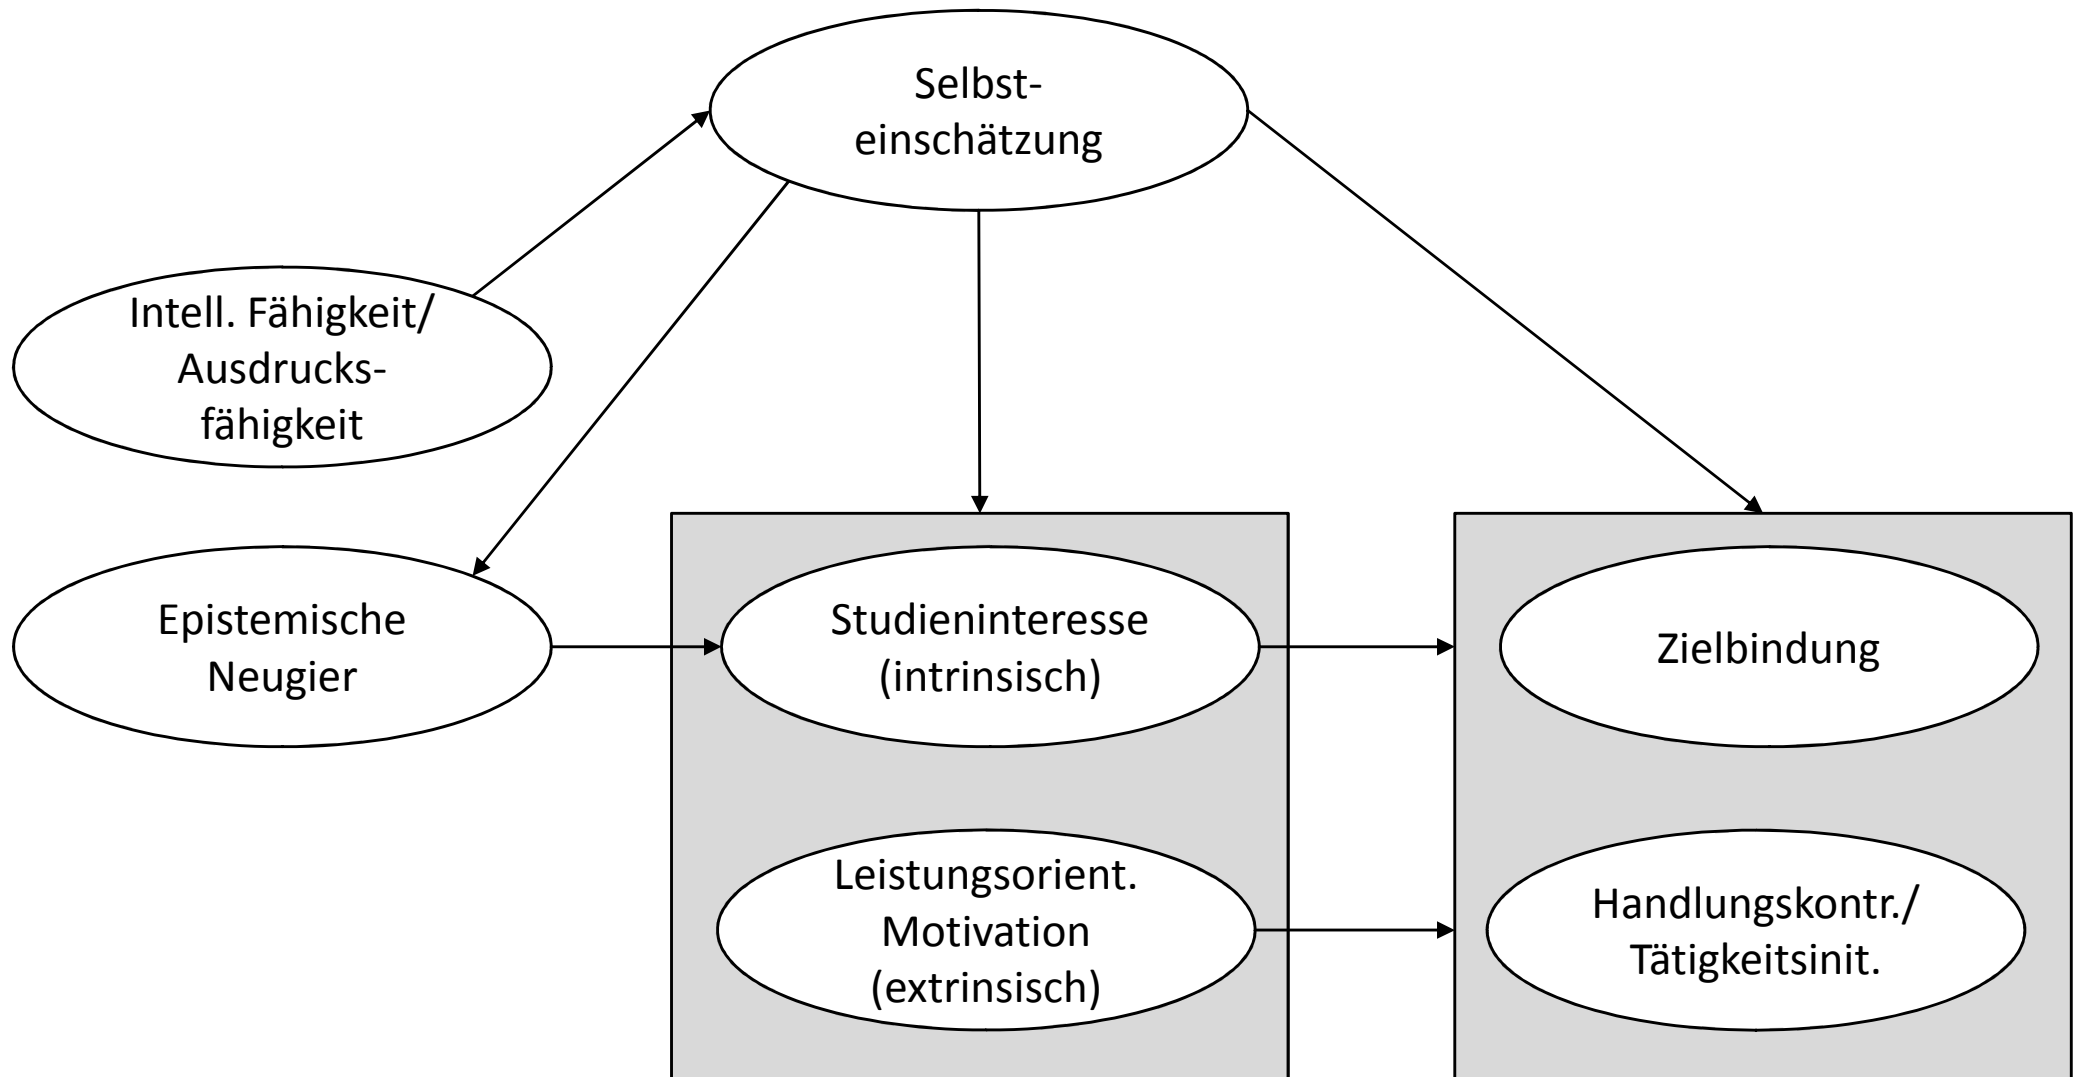 Selbst-
einschätzung
Intell. Fähigkeit/
Ausdrucks-
fähigkeit
Epistemische
Neugier
Studieninteresse
(intrinsisch)
Zielbindung
Leistungsorient.
Motivation
(extrinsisch)
Handlungskontr./
Tätigkeitsinit.